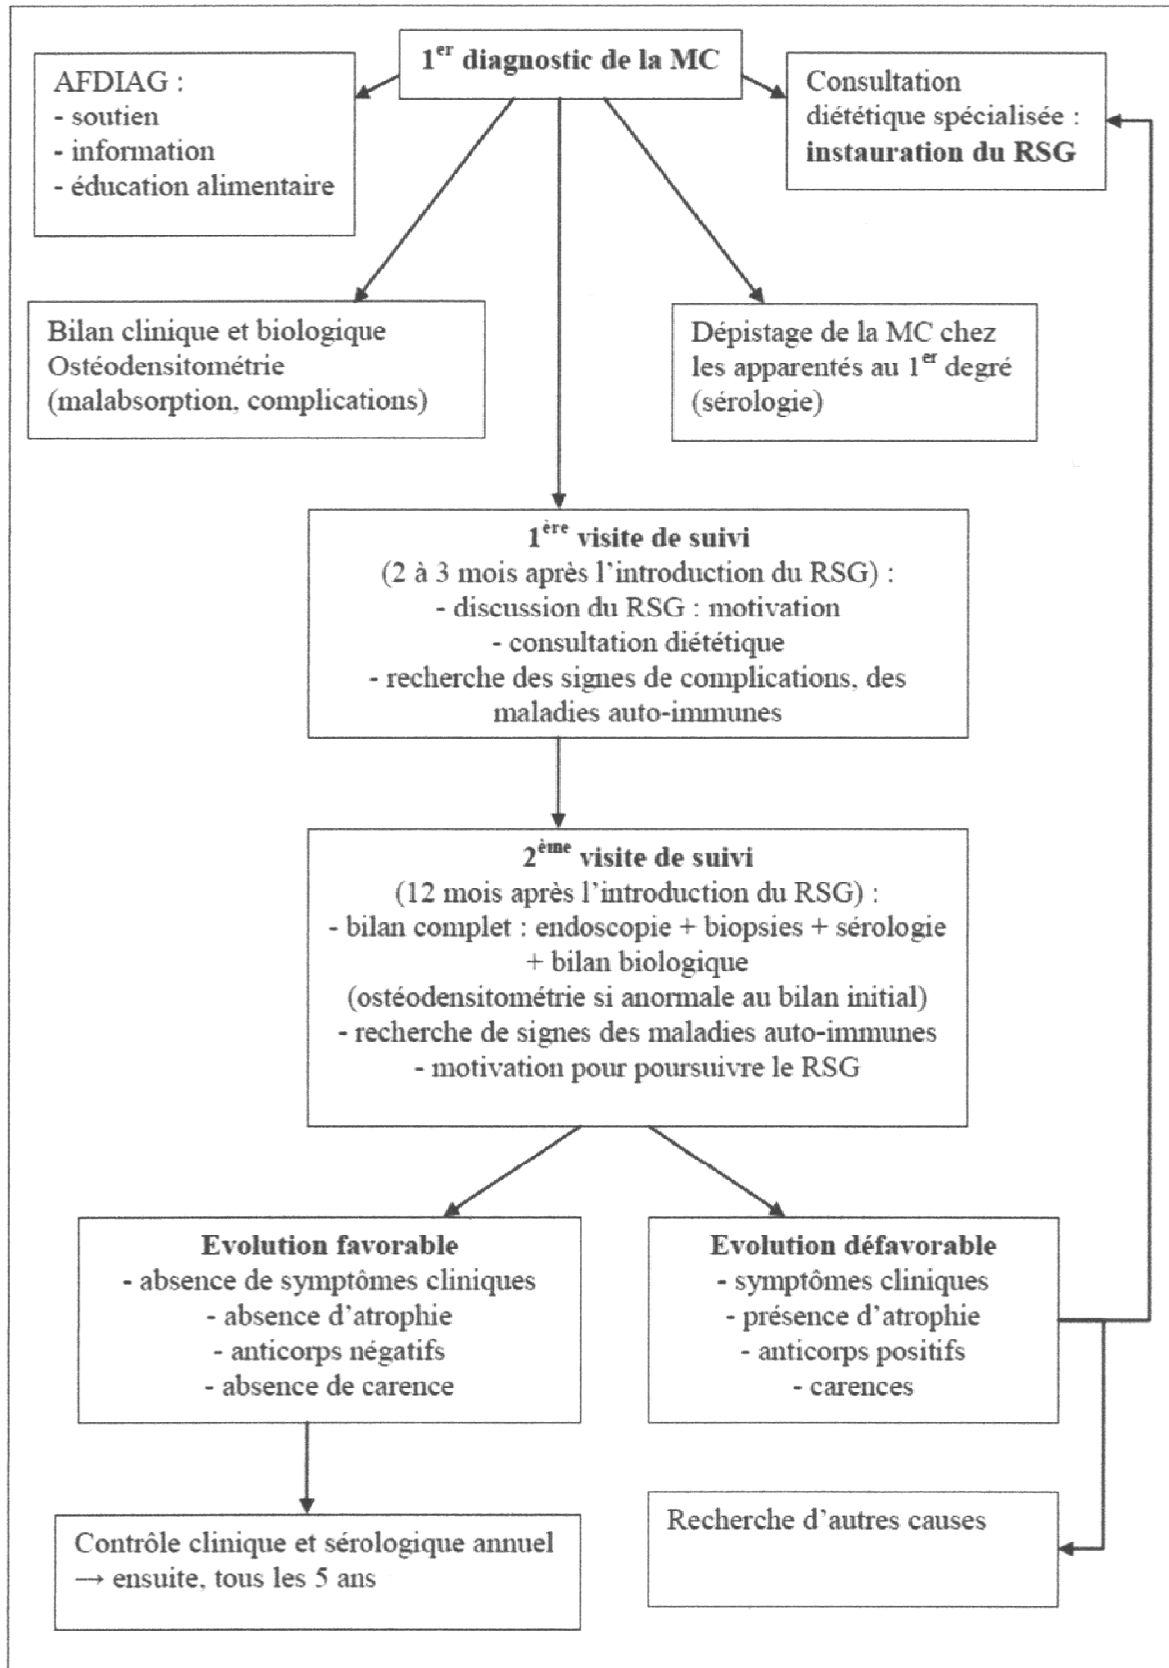 1er diagnostic de la MC
AFDIAG :
- soutien
- information
- éducation alimentaire
Consultation
diététique spécialisée :
instauration du RSG
Bilan clinique et biologique
Ostéodensitométrie
(malabsorption, complications)
Dépistage de la MC chez
les apparentés au 1er degré
(sérologie)
1ère visite de suivi
(2 à 3 mois après l’introduction du RSG) :
- discussion du RSG : motivation
- consultation diététique
- recherche des signes de complications, des
maladies auto-immunes
2ème visite de suivi
(12 mois après l’introduction du RSG) :
- bilan complet : endoscopie + biopsies + sérologie
+ bilan biologique
(ostéodensitométrie si anormale au bilan initial)
- recherche de signes des maladies auto-immunes
- motivation pour poursuivre le RSG
Evolution favorable
- absence de symptômes cliniques
- absence d’atrophie
- anticorps négatifs
- absence de carence
Evolution défavorable
- symptômes cliniques
- présence d’atrophie
- anticorps positifs
- carences
Contrôle clinique et sérologique annuel
→ ensuite, tous les 5 ans
Recherche d’autres causes